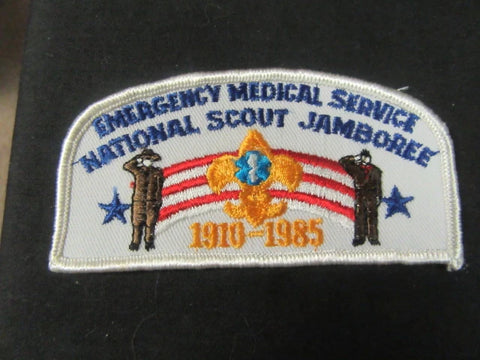 EMERGENCY MEDICAL SERVICE
NATIONAL SCOUT JAMBOREE
1910-1985